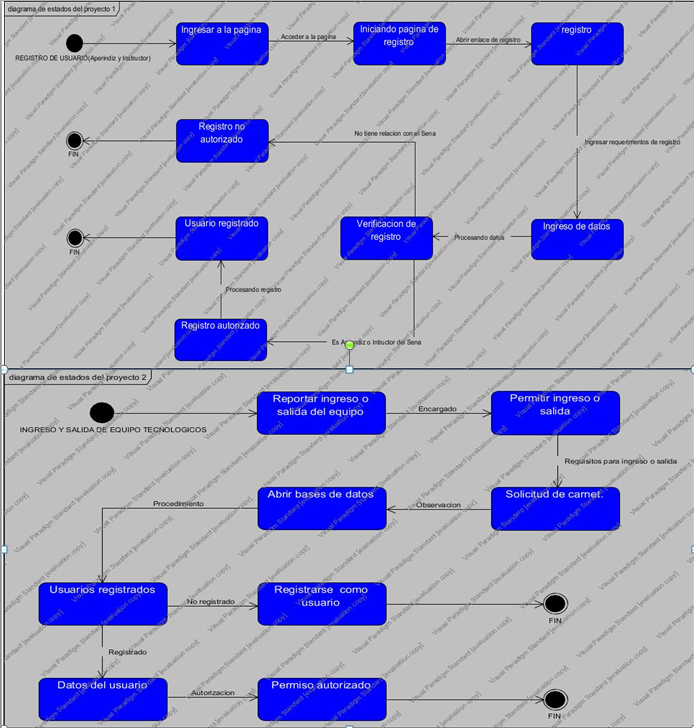 diagrama de estados del proyecto 1
Ingresar a la pagina
Acceder a la pagina
Iniciando pagina de
registro
Abrir enlace de registro
registro
REGISTRO DE USUARIO(Aperindiz y Instructor)
Ingresar requerimientos de registro
Registro no
autorizado
No tiene relacion con el Sena
FIN
Usuario registrado
Verificacion de
registro
Procesando datos
Ingreso de datos
FIN
Procesando registro
Registro autorizado
Es Aprendiz o Intructor del Sena
diagrama de estados del proyecto 2
Reportar ingreso o
salida del equipo
Encargado
Permitir ingreso o
salida
INGRESO Y SALIDA DE EQUIPO TECNOLOGICOS
Requisitos para ingreso o salida
Abrir bases de datos
Observacion
Solicitud de carnet.
Procedimiento
Usuarios registrados
No registrado
Registrarse como
usuario
FIN
Registrado
Datos del usuario
Autorizacion
Permiso autorizado
FIN
Visual Paradigm Standard [evaluation copy]